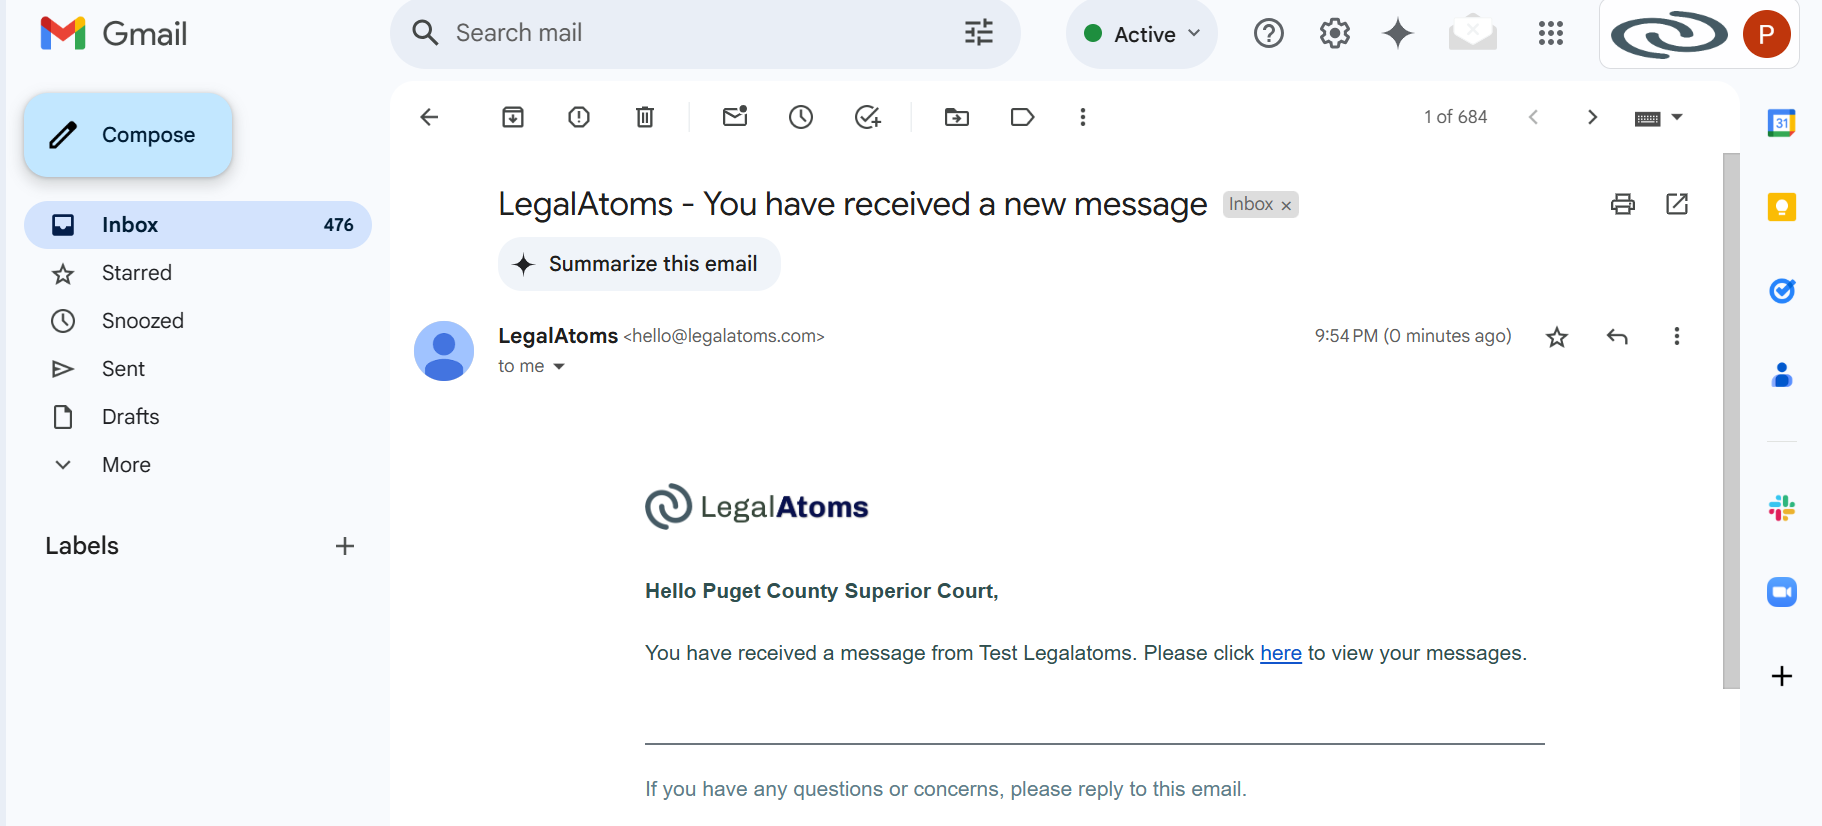 Gmail
Search mail
Active
P
Compose
1 of 684
31
Inbox 476
Starred
Snoozed
Sent
Drafts
More
Labels
LegalAtoms - You have received a new message Inbox ×
Summarize this email
LegalAtoms <hello@legalatoms.com> 9:54 PM (0 minutes ago)
to me
LegalAtoms
Hello Puget County Superior Court,
You have received a message from Test Legalatoms. Please click here to view your messages.
If you have any questions or concerns, please reply to this email.